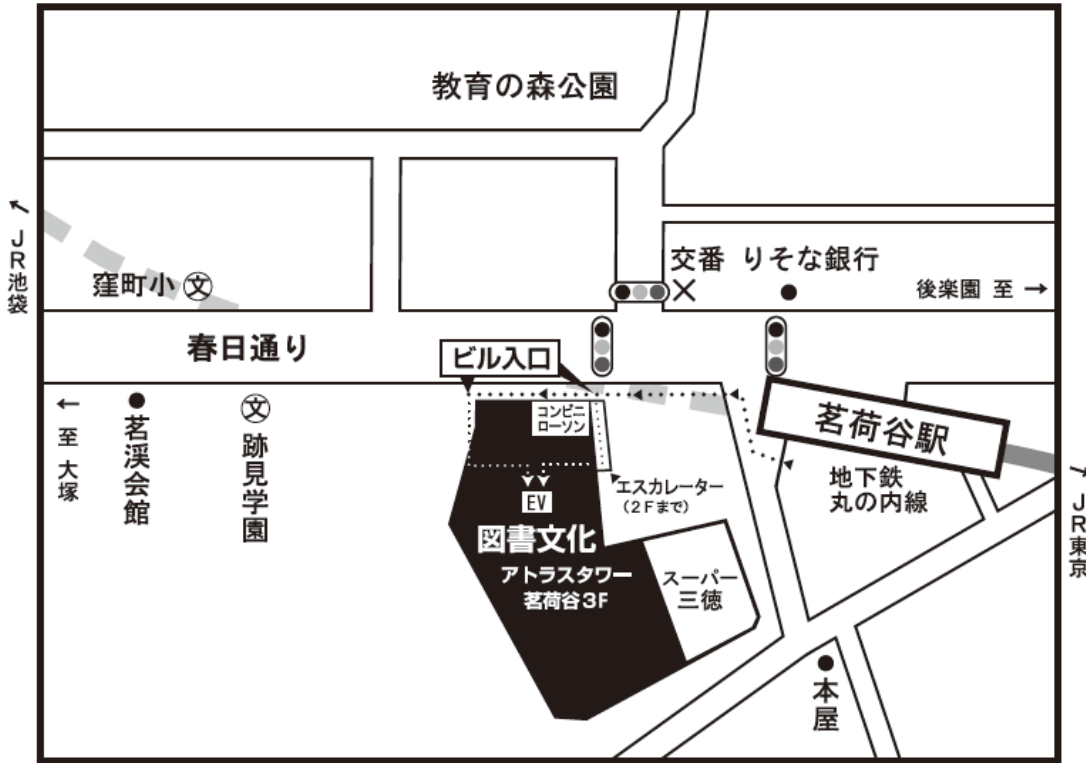 教育の森公園
↑
JR池袋
窪町小 文
交番 りそな銀行
後楽園 至 →
春日通り
ビル入口
コンビニ
ローソン
茗荷谷駅
← 至 大塚
茗渓会館
文 跡見学園
エスカレーター
(2Fまで)
地下鉄
丸の内線
EV
図書文化
アトラスタワー
茗荷谷3F
スーパー
三徳
本屋
JR東京